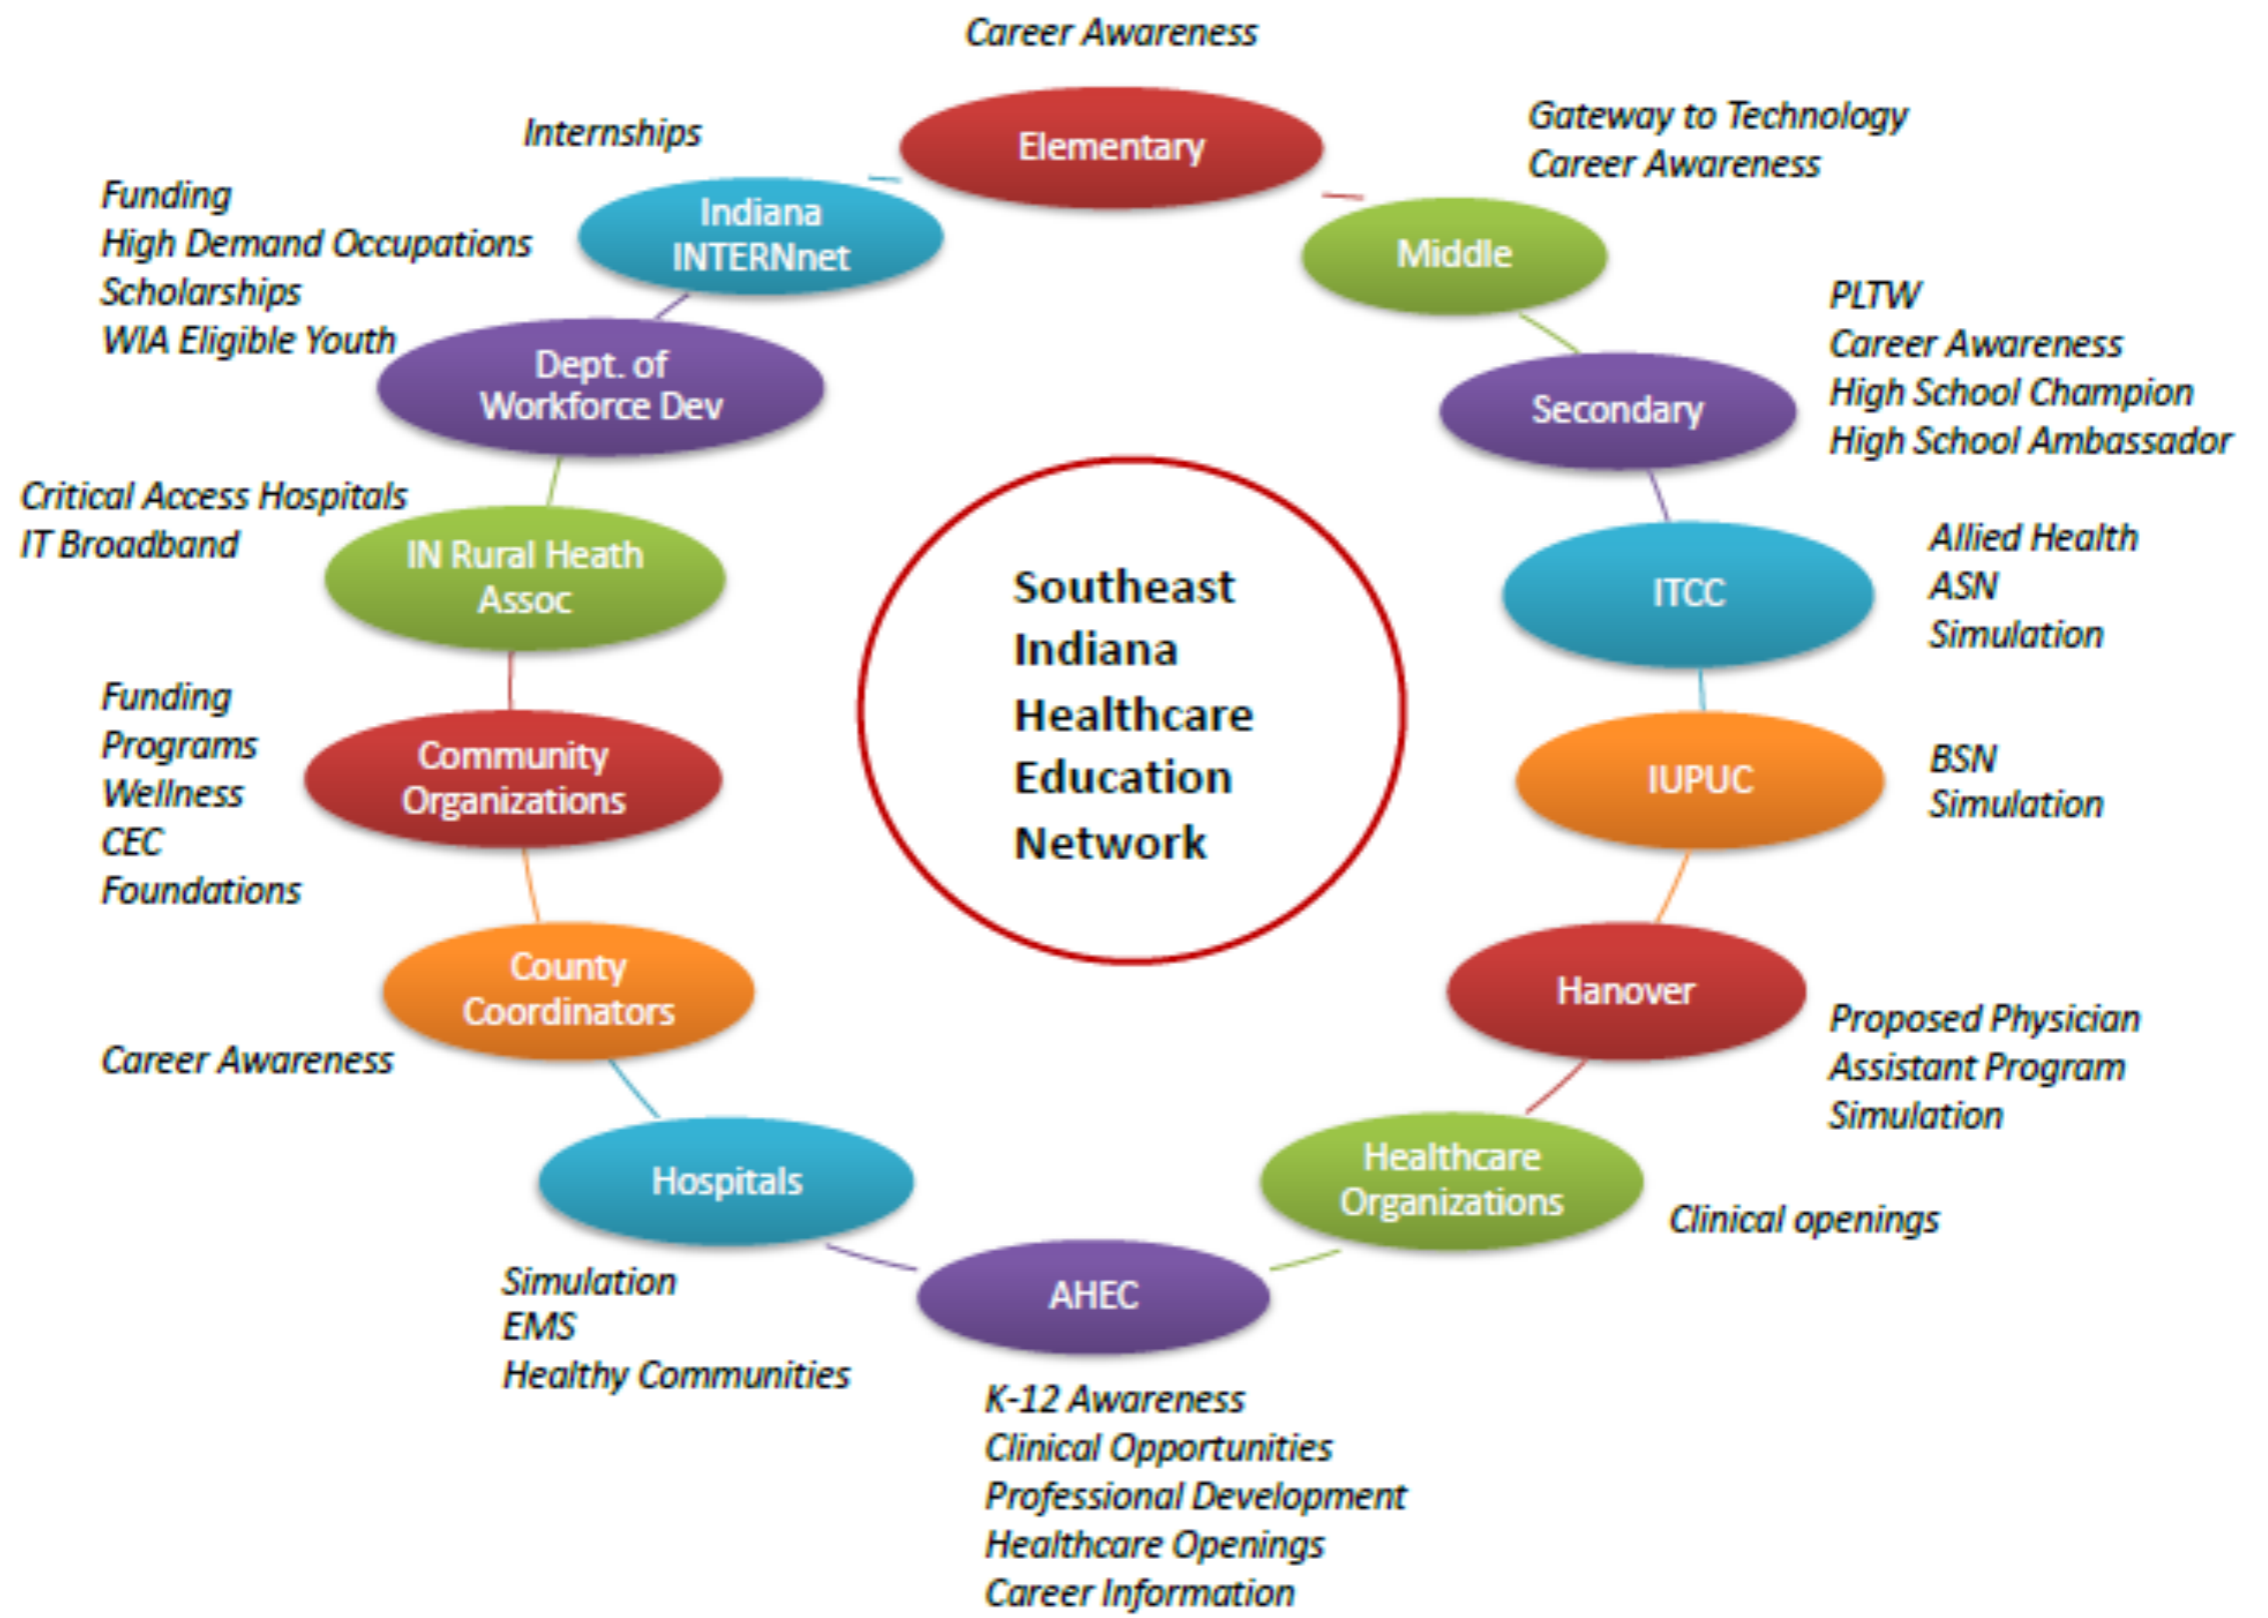 Career Awareness
Elementary
Gateway to Technology
Career Awareness
Middle
PLTW
Career Awareness
High School Champion
High School Ambassador
Secondary
Allied Health
ASN
Simulation
ITCC
BSN
Simulation
IUPUC
Hanover
Proposed Physician
Assistant Program
Simulation
Healthcare
Organizations
Clinical openings
AHEC
K-12 Awareness
Clinical Opportunities
Professional Development
Healthcare Openings
Career Information
Hospitals
Simulation
EMS
Healthy Communities
County
Coordinators
Career Awareness
Community
Organizations
Funding
Programs
Wellness
CEC
Foundations
IN Rural Heath
Assoc
Critical Access Hospitals
IT Broadband
Dept. of
Workforce Dev
Funding
High Demand Occupations
Scholarships
WIA Eligible Youth
Indiana
INTERNnet
Internships
Southeast
Indiana
Healthcare
Education
Network